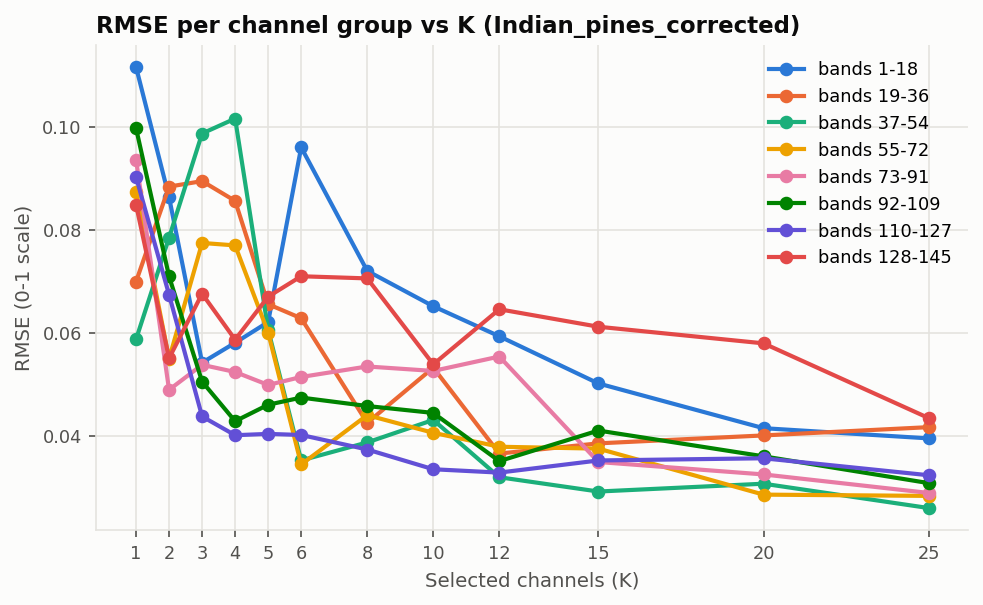 RMSE per channel group vs K (Indian_pines_corrected)
bands 1-18
bands 19-36
bands 37-54
bands 55-72
bands 73-91
bands 92-109
bands 110-127
bands 128-145
RMSE (0-1 scale)
0.10
0.08
0.06
0.04
1 2 3 4 5 6 8 10 12 15 20 25
Selected channels (K)